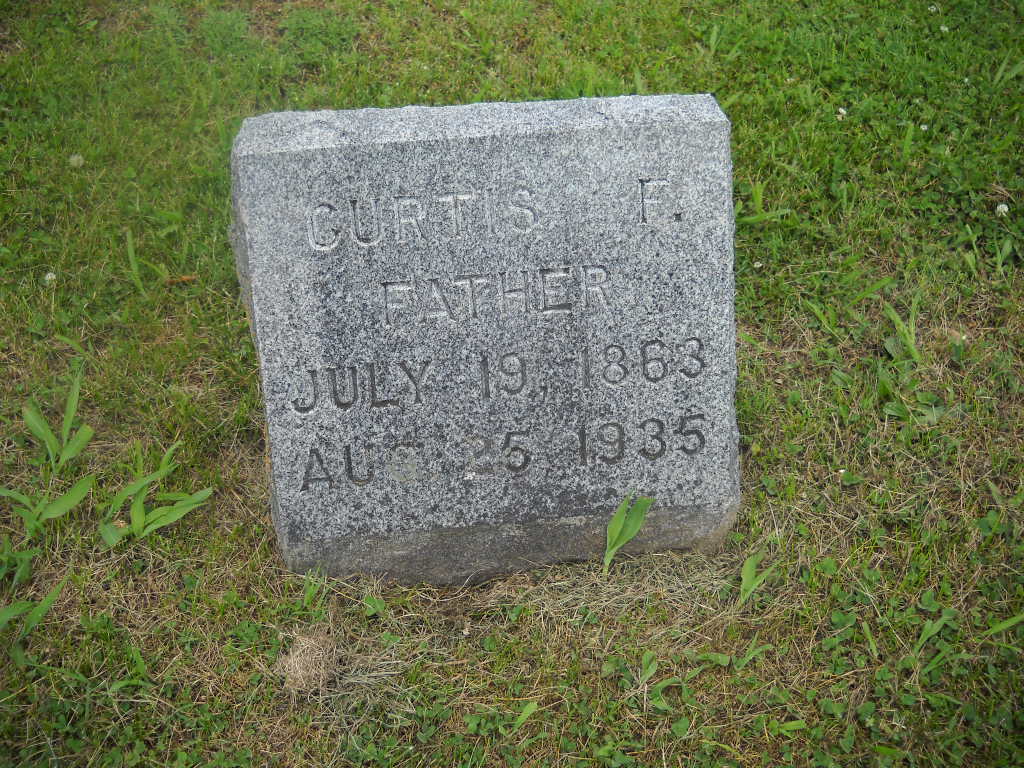 CURTIS F.
FATHER
JULY 19, 1863
AUG. 25 1935